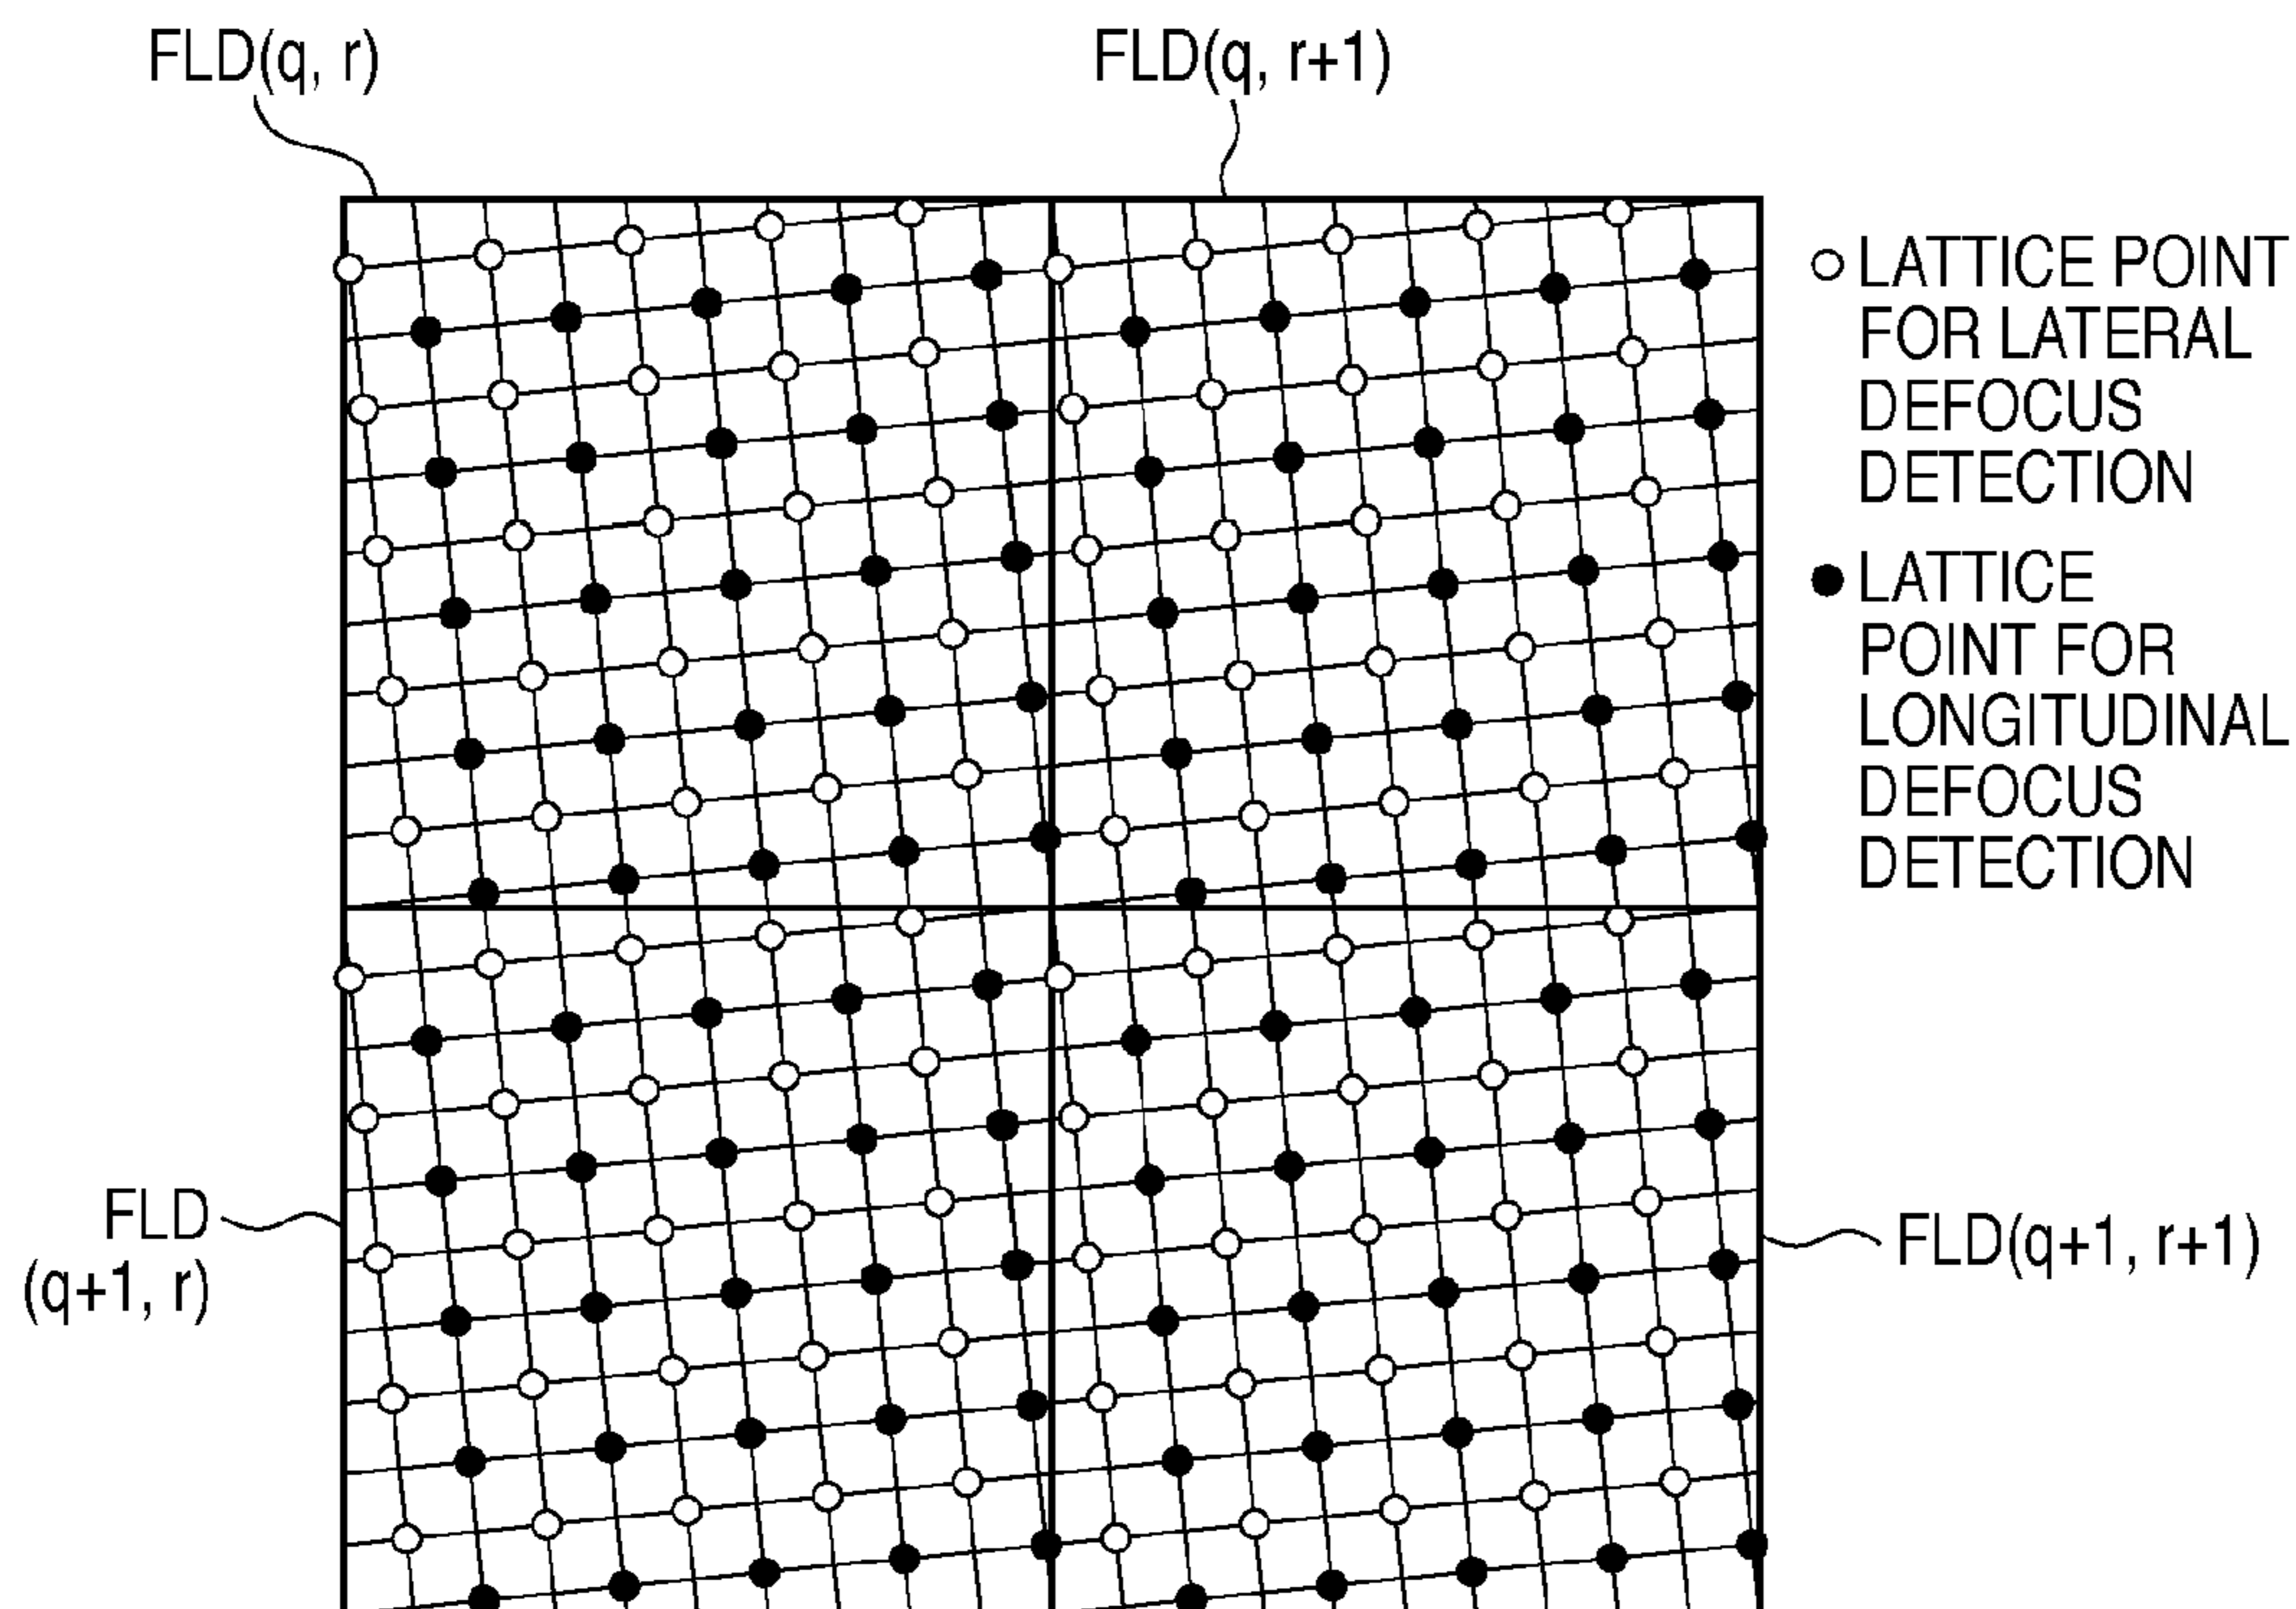 FLD(q, r)
FLD(q, r+1)
LATTICE POINT
FOR LATERAL
DEFOCUS
DETECTION
LATTICE
POINT FOR
LONGITUDINAL
DEFOCUS
DETECTION
FLD
(q+1, r)
FLD(q+1, r+1)